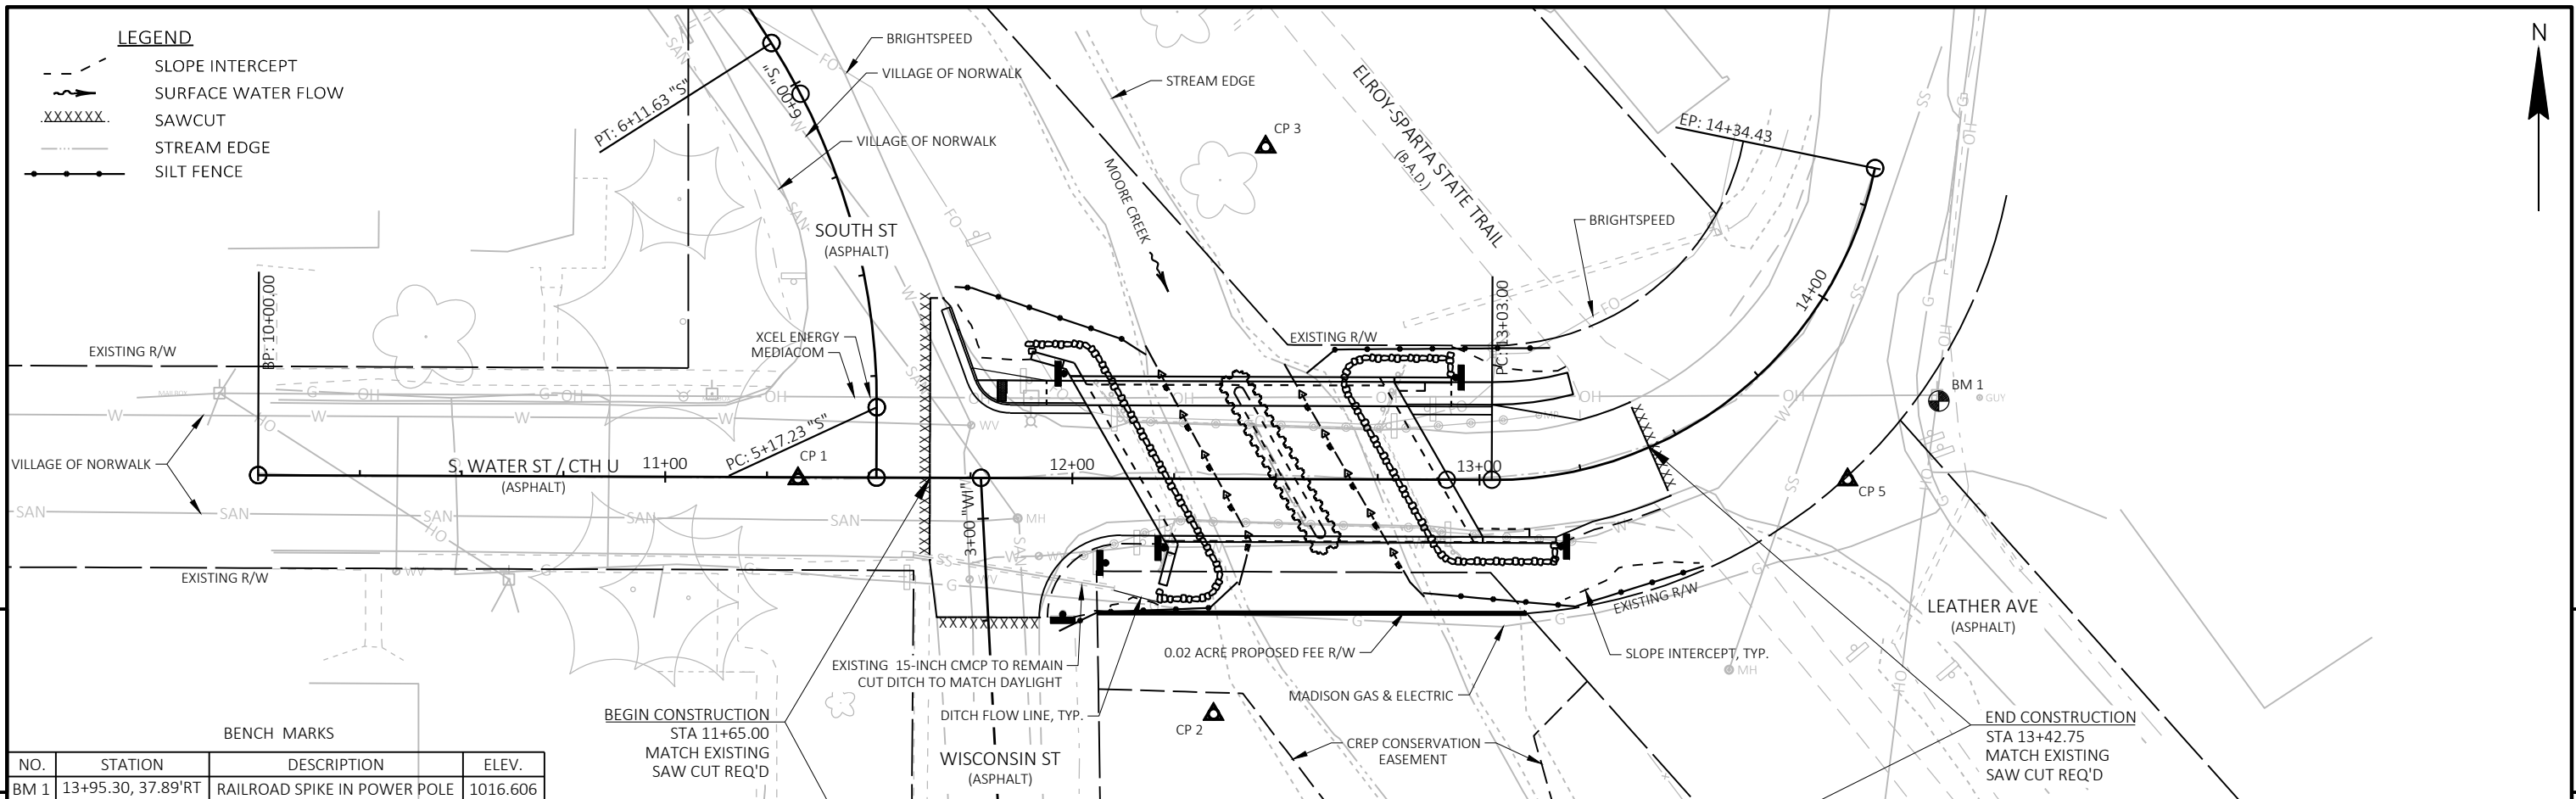 LEGEND
SLOPE INTERCEPT
SURFACE WATER FLOW
XXXXXX
SAWCUT
STREAM EDGE
SILT FENCE
BRIGHTSPEED
VILLAGE OF NORWALK
VILLAGE OF NORWALK
PT: 6+11.63 "S"
6+00 "S"
SOUTH ST
(ASPHALT)
STREAM EDGE
MOORE CREEK
CP 3
ELROY-SPARTA STATE TRAIL
(B.A.D.)
EP: 14+34.43
BRIGHTSPEED
N
BP: 10+00.00
EXISTING R/W
XCEL ENERGY
MEDIACOM
EXISTING R/W
PC: 13+03.00
14+00
BM 1
GUY
VILLAGE OF NORWALK
S. WATER ST / CTH U
(ASPHALT)
11+00
PC: 5+17.23 "S"
CP 1
3+00 "WI"
12+00
13+00
CP 5
EXISTING R/W
EXISTING R/W
EXISTING 15-INCH CMCP TO REMAIN
CUT DITCH TO MATCH DAYLIGHT
0.02 ACRE PROPOSED FEE R/W
SLOPE INTERCEPT, TYP.
LEATHER AVE
(ASPHALT)
MADISON GAS & ELECTRIC
DITCH FLOW LINE, TYP.
CP 2
CREP CONSERVATION
EASEMENT
WISCONSIN ST
(ASPHALT)
BEGIN CONSTRUCTION
STA 11+65.00
MATCH EXISTING
SAW CUT REQ'D
END CONSTRUCTION
STA 13+42.75
MATCH EXISTING
SAW CUT REQ'D
BENCH MARKS
NO. STATION DESCRIPTION ELEV.
BM 1 13+95.30, 37.89'RT RAILROAD SPIKE IN POWER POLE 1016.606